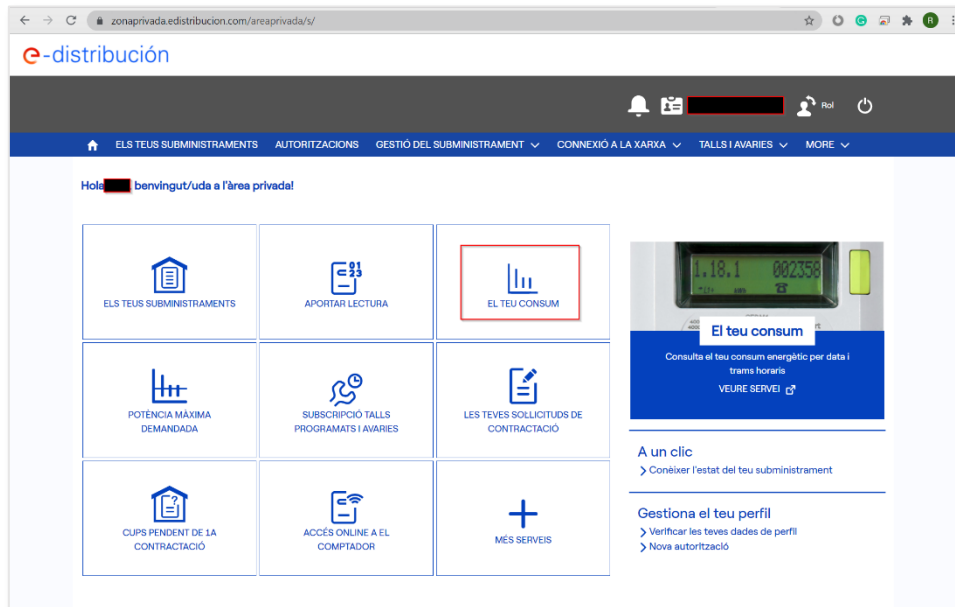 zonaprivada.edistribucion.com/areaprivada/s/
R
e-distribución
Rol
ELS TEUS SUBMINISTRAMENTS AUTORITZACIONS GESTIÓ DEL SUBMINISTRAMENT CONNEXIÓ A LA XARXA TALLS I AVARIES MORE
Hola benvingut/uda a l'àrea privada!
ELS TEUS SUBMINISTRAMENTS
APORTAR LECTURA
EL TEU CONSUM
POTÈNCIA MÀXIMA
DEMANDADA
SUBSCRIPCIÓ TALLS
PROGRAMATS I AVARIES
LES TEVES SOL·LICITUDS DE
CONTRACTACIÓ
CUPS PENDENT DE 1A
CONTRACTACIÓ
ACCÉS ONLINE A EL
COMPTADOR
MÉS SERVEIS
1.18.1 002358
El teu consum
Consulta el teu consum energètic per data i
trams horaris
VEURE SERVEI
A un clic
Conèixer l'estat del teu subministrament
Gestiona el teu perfil
Verificar les teves dades de perfil
Nova autorització